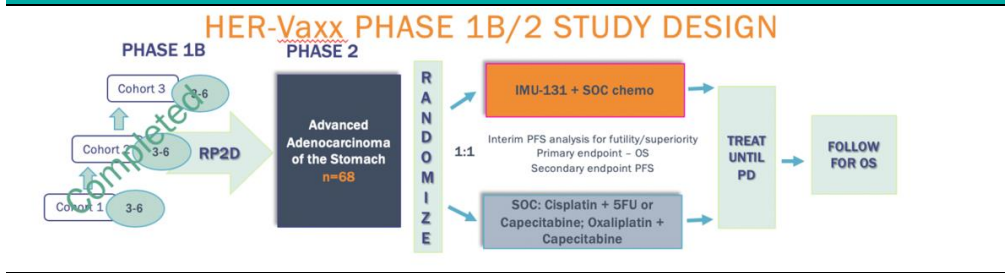 HER-Vaxx PHASE 1B/2 STUDY DESIGN
PHASE 1B
PHASE 2
Cohort 3
3-6
Cohort 2
3-6
Cohort 1
3-6
Completed
RP2D
Advanced
Adenocarcinoma
of the Stomach
n=68
R
A
N
D
O
M
I
Z
E
1:1
IMU-131 + SOC chemo
Interim PFS analysis for futility/superiority
Primary endpoint – OS
Secondary endpoint PFS
SOC: Cisplatin + 5FU or
Capecitabine; Oxaliplatin +
Capecitabine
TREAT
UNTIL
PD
FOLLOW
FOR OS